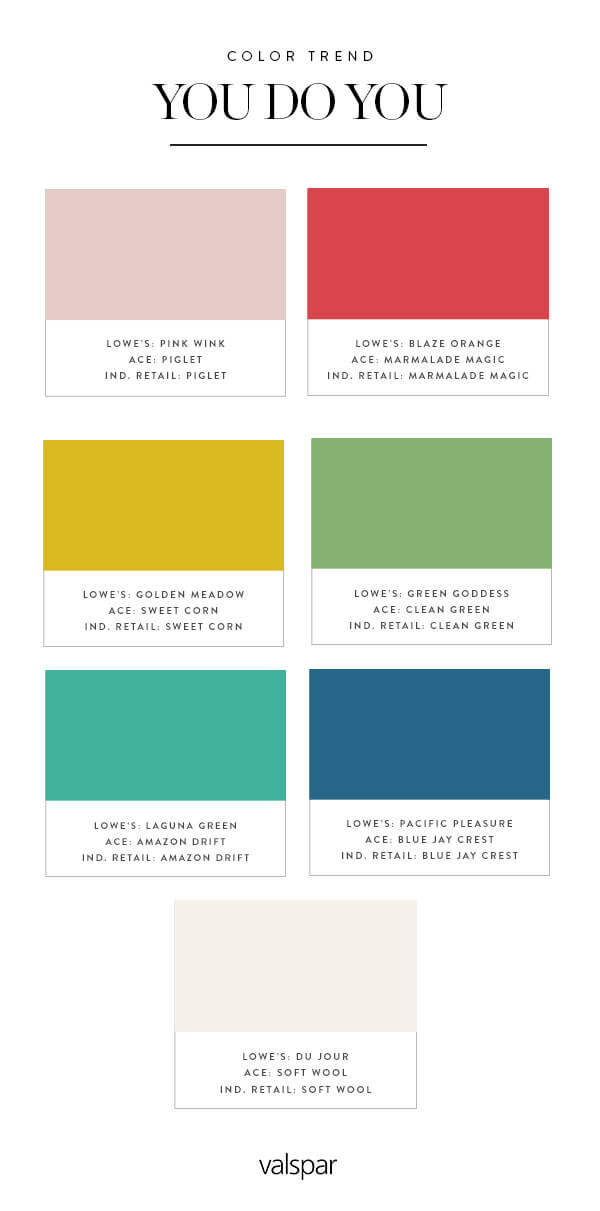 COLOR TREND
YOU DO YOU
LOWE'S: PINK WINK
ACE: PIGLET
IND. RETAIL: PIGLET
LOWE'S: BLAZE ORANGE
ACE: MARMALADE MAGIC
IND. RETAIL: MARMALADE MAGIC
LOWE'S: GOLDEN MEADOW
ACE: SWEET CORN
IND. RETAIL: SWEET CORN
LOWE'S: GREEN GODDESS
ACE: CLEAN GREEN
IND. RETAIL: CLEAN GREEN
LOWE'S: LAGUNA GREEN
ACE: AMAZON DRIFT
IND. RETAIL: AMAZON DRIFT
LOWE'S: PACIFIC PLEASURE
ACE: BLUE JAY CREST
IND. RETAIL: BLUE JAY CREST
LOWE'S: DU JOUR
ACE: SOFT WOOL
IND. RETAIL: SOFT WOOL
valspar